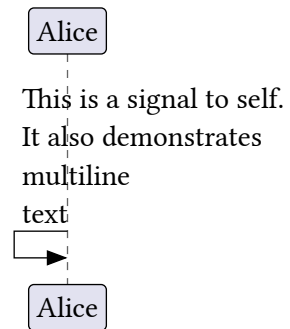 Alice
This is a signal to self.
It also demonstrates
multiline
text
Alice